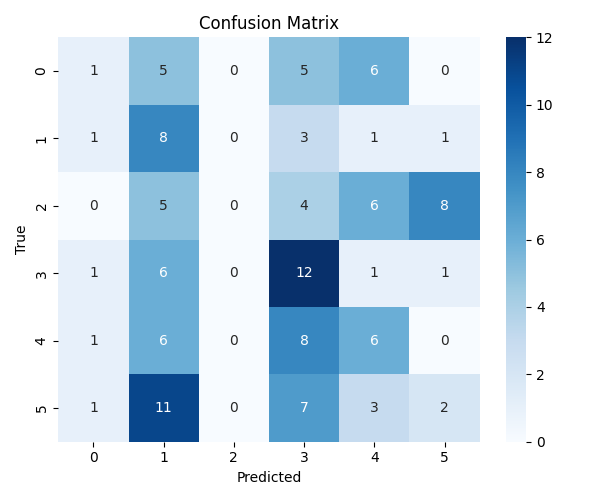 Confusion Matrix
True
0 1 5 0 5 6 0
1 1 8 0 3 1 1
2 0 5 0 4 6 8
3 1 6 0 12 1 1
4 1 6 0 8 6 0
5 1 11 0 7 3 2
0 1 2 3 4 5
Predicted
12
10
8
6
4
2
0